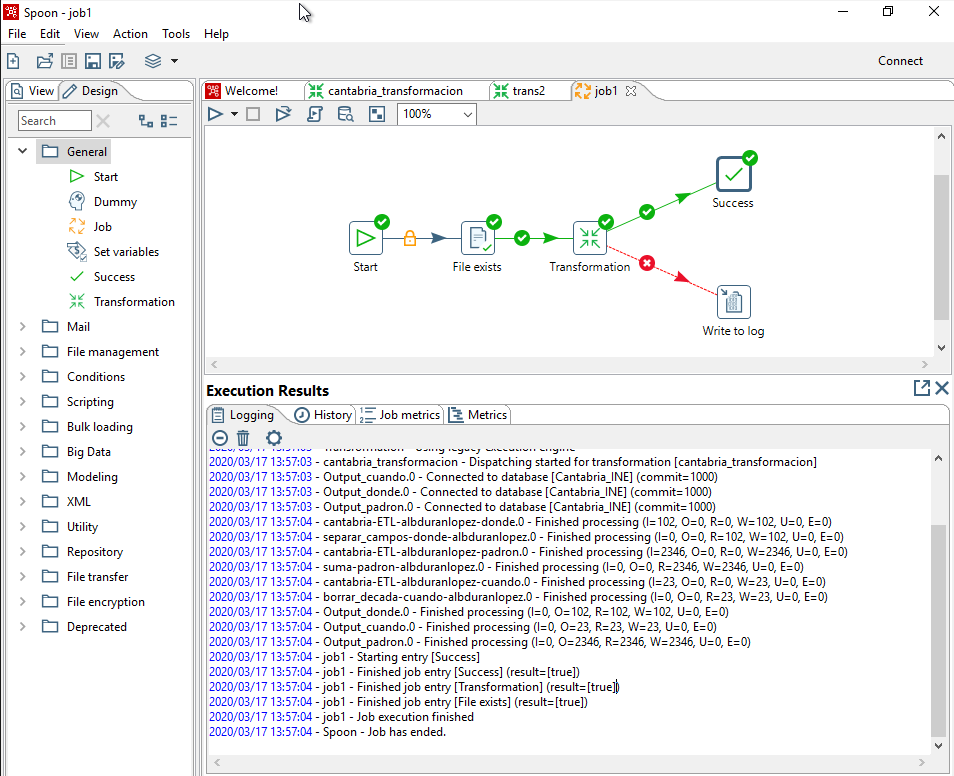 Spoon - job1
File Edit View Action Tools Help
Connect
View Design
Welcome! cantabria_transformacion trans2 job1
Search
100%
General
Start
Dummy
Job
Set variables
Success
Transformation
Mail
File management
Conditions
Scripting
Bulk loading
Big Data
Modeling
XML
Utility
Repository
File transfer
File encryption
Deprecated
Success
Start File exists Transformation
Write to log
Execution Results
Logging History Job metrics Metrics
2020/03/17 13:57:03 - Transformation - Using legacy execution engine
2020/03/17 13:57:03 - cantabria_transformacion - Dispatching started for transformation [cantabria_transformacion]
2020/03/17 13:57:03 - Output_cuando.0 - Connected to database [Cantabria_INE] (commit=1000)
2020/03/17 13:57:03 - Output_donde.0 - Connected to database [Cantabria_INE] (commit=1000)
2020/03/17 13:57:03 - Output_padron.0 - Connected to database [Cantabria_INE] (commit=1000)
2020/03/17 13:57:04 - cantabria-ETL-albduranlopez-donde.0 - Finished processing (I=102, O=0, R=0, W=102, U=0, E=0)
2020/03/17 13:57:04 - separar_campos-donde-albduranlopez.0 - Finished processing (I=0, O=0, R=102, W=102, U=0, E=0)
2020/03/17 13:57:04 - cantabria-ETL-albduranlopez-padron.0 - Finished processing (I=2346, O=0, R=0, W=2346, U=0, E=0)
2020/03/17 13:57:04 - suma-padron-albduranlopez.0 - Finished processing (I=0, O=0, R=2346, W=2346, U=0, E=0)
2020/03/17 13:57:04 - cantabria-ETL-albduranlopez-cuando.0 - Finished processing (I=23, O=0, R=0, W=23, U=0, E=0)
2020/03/17 13:57:04 - borrar_decada-cuando-albduranlopez.0 - Finished processing (I=0, O=0, R=23, W=23, U=0, E=0)
2020/03/17 13:57:04 - Output_donde.0 - Finished processing (I=0, O=102, R=102, W=102, U=0, E=0)
2020/03/17 13:57:04 - Output_cuando.0 - Finished processing (I=0, O=23, R=23, W=23, U=0, E=0)
2020/03/17 13:57:04 - Output_padron.0 - Finished processing (I=0, O=2346, R=2346, W=2346, U=0, E=0)
2020/03/17 13:57:04 - job1 - Starting entry [Success]
2020/03/17 13:57:04 - job1 - Finished job entry [Success] (result=[true])
2020/03/17 13:57:04 - job1 - Finished job entry [Transformation] (result=[true])
2020/03/17 13:57:04 - job1 - Finished job entry [File exists] (result=[true])
2020/03/17 13:57:04 - job1 - Job execution finished
2020/03/17 13:57:04 - Spoon - Job has ended.